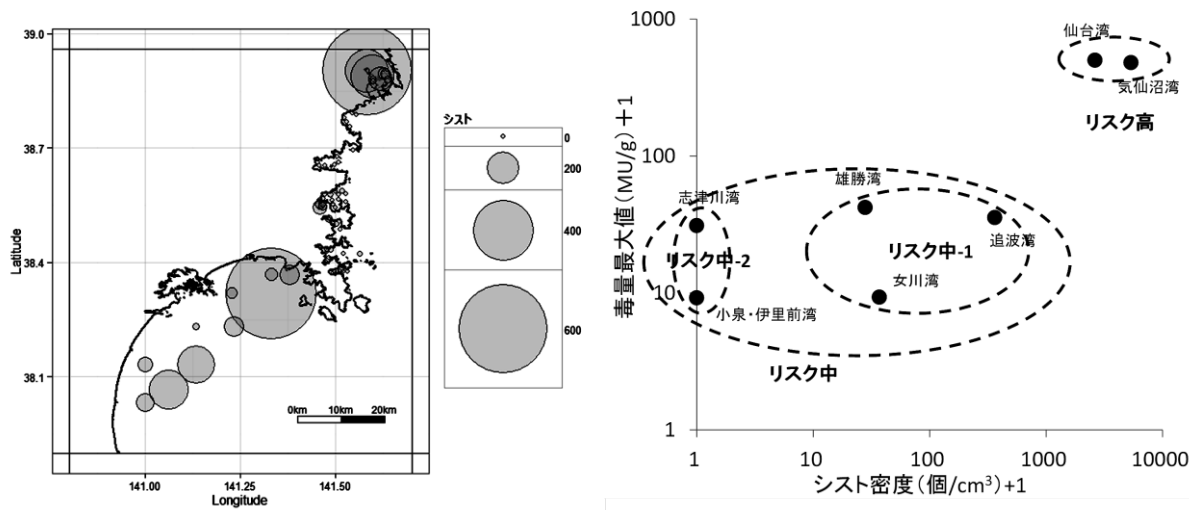 39.0
38.7
38.4
38.1
Latitude
141.00
141.25
141.50
Longitude
0km
10km
20km
シスト
0
200
400
600
1000
100
10
1
毒量最大値(MU/g)+1
仙台湾
気仙沼湾
リスク高
志津川湾
雄勝湾
追波湾
リスク中-2
リスク中-1
女川湾
小泉・伊里前湾
リスク中
1
10
100
1000
10000
シスト密度(個/cm³)+1